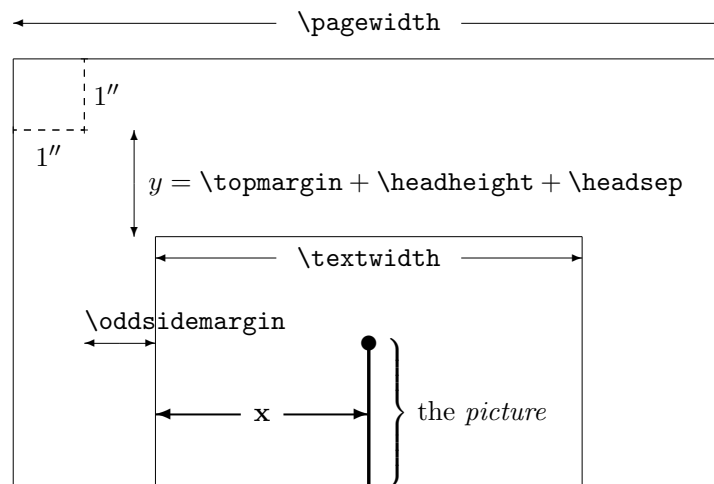 \pagewidth
1″
1″
y = \topmargin + \headheight + \headsep
\textwidth
\oddsidemargin
x
the picture